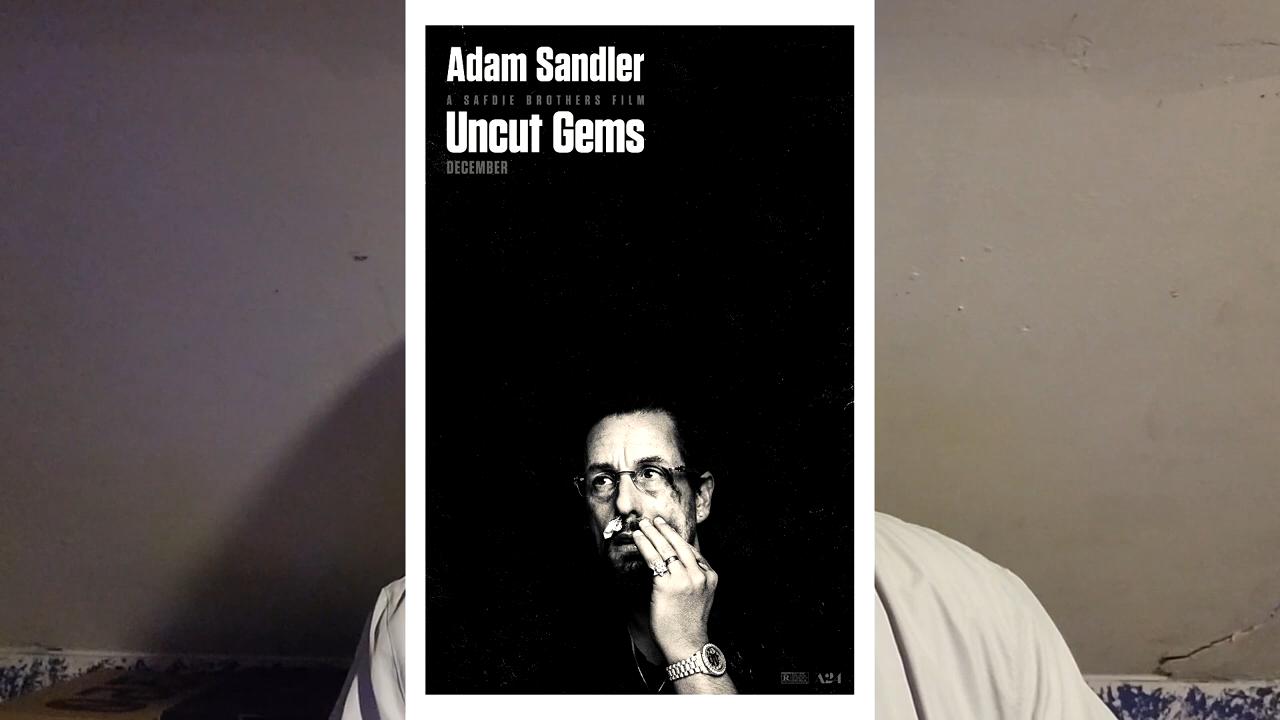 Adam Sandler
A SAFDIE BROTHERS FILM
Uncut Gems
DECEMBER
R
A24